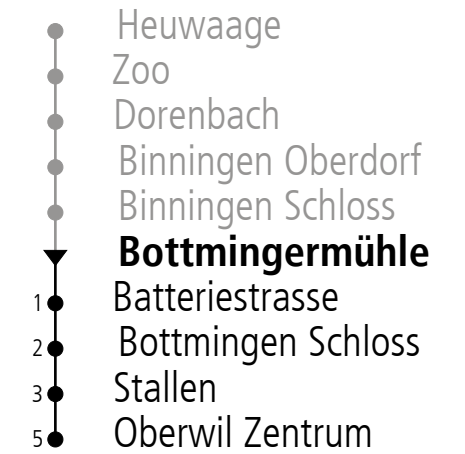 Heuwaage
Zoo
Dorenbach
Binningen Oberdorf
Binningen Schloss
Bottmingermühle
1 Batteriestrasse
2 Bottmingen Schloss
3 Stallen
5 Oberwil Zentrum